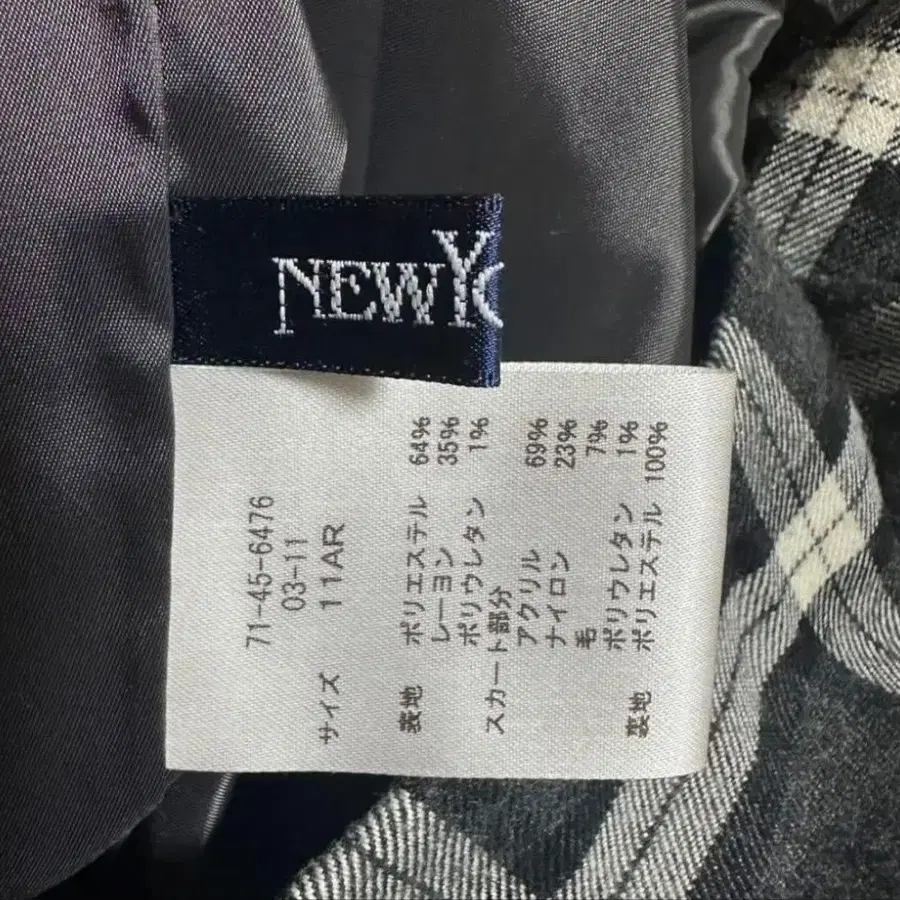 NEWYO
71-45-6476
03-11
サイズ 11AR
表地 ポリエステル 64%
レーヨン 35%
ポリウレタン 1%
スカート部分
アクリル 69%
ナイロン 23%
毛 7%
ポリウレタン 1%
裏地 ポリエステル 100%